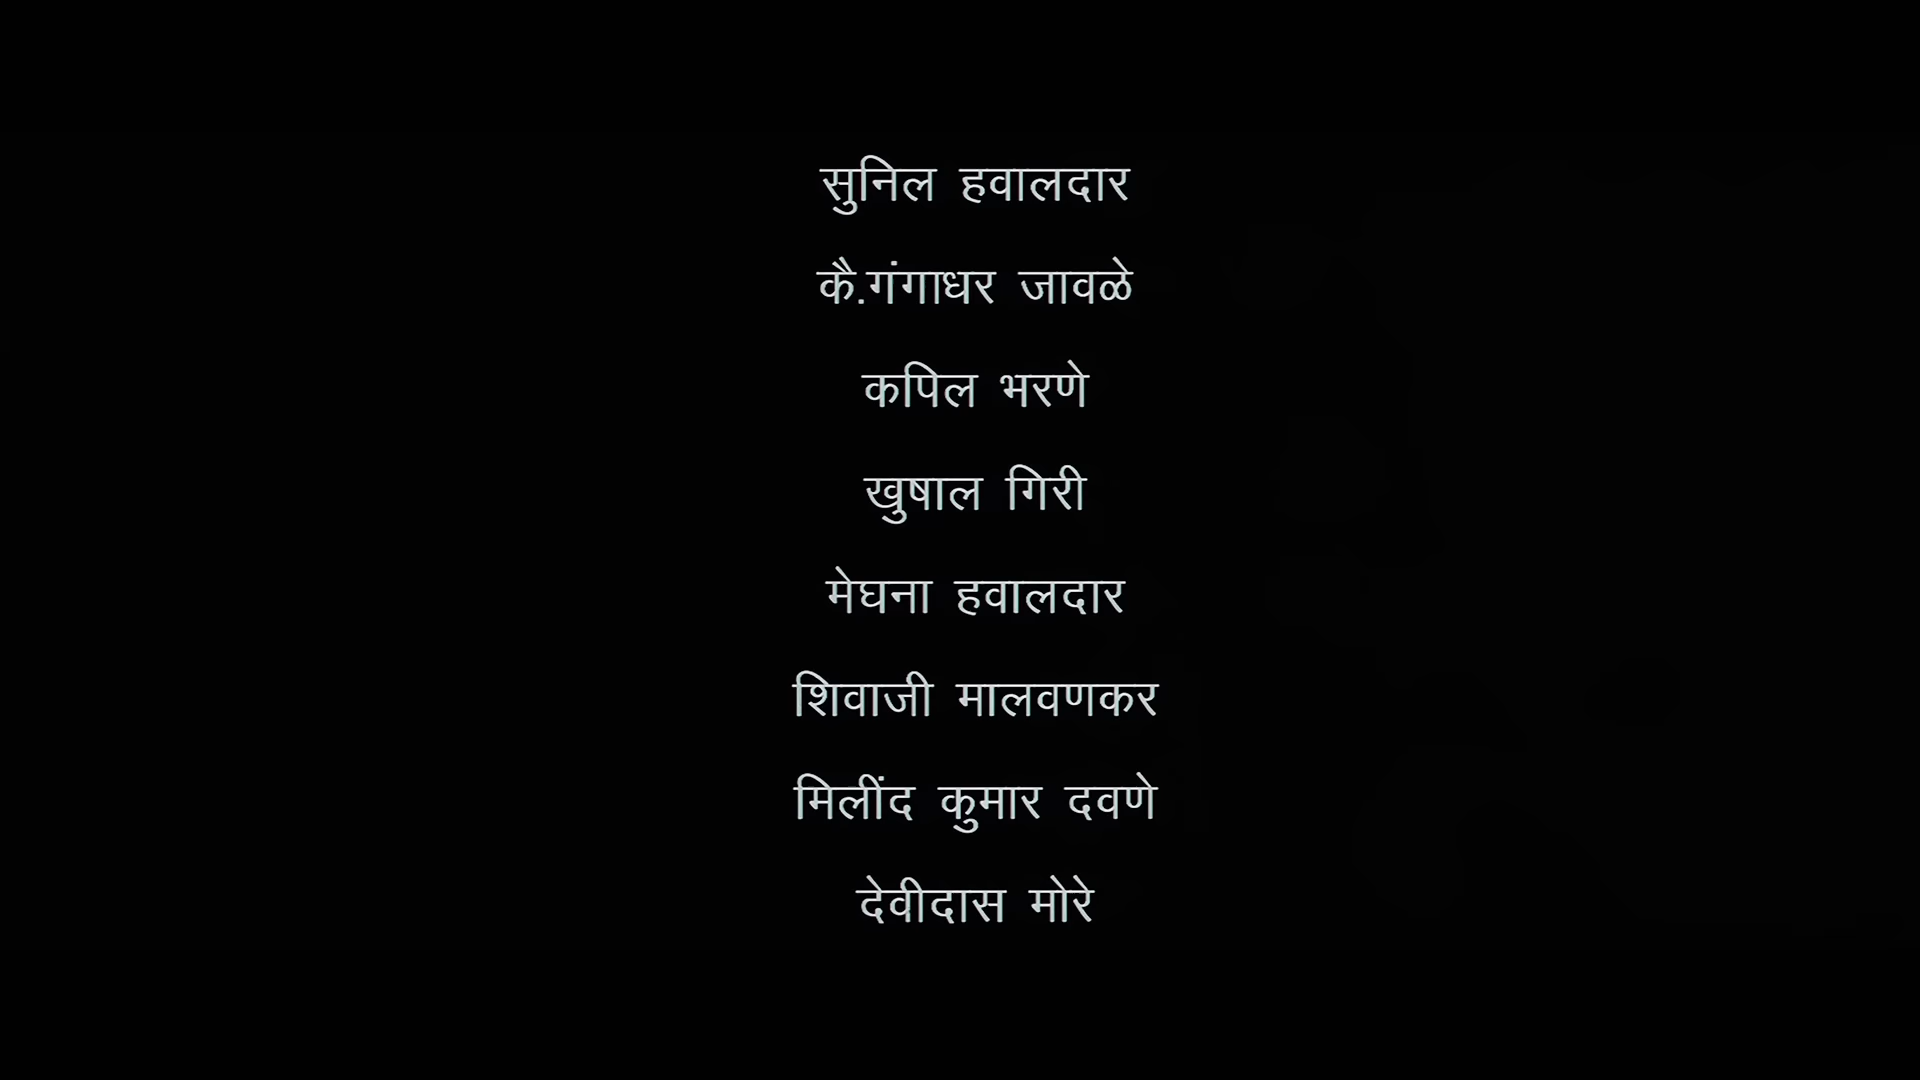 सुनिल हवालदार
कै.गंगाधर जावळे
कपिल भरणे
खुषाल गिरी
मेघना हवालदार
शिवाजी मालवणकर
मिलींद कुमार दवणे
देवीदास मोरे